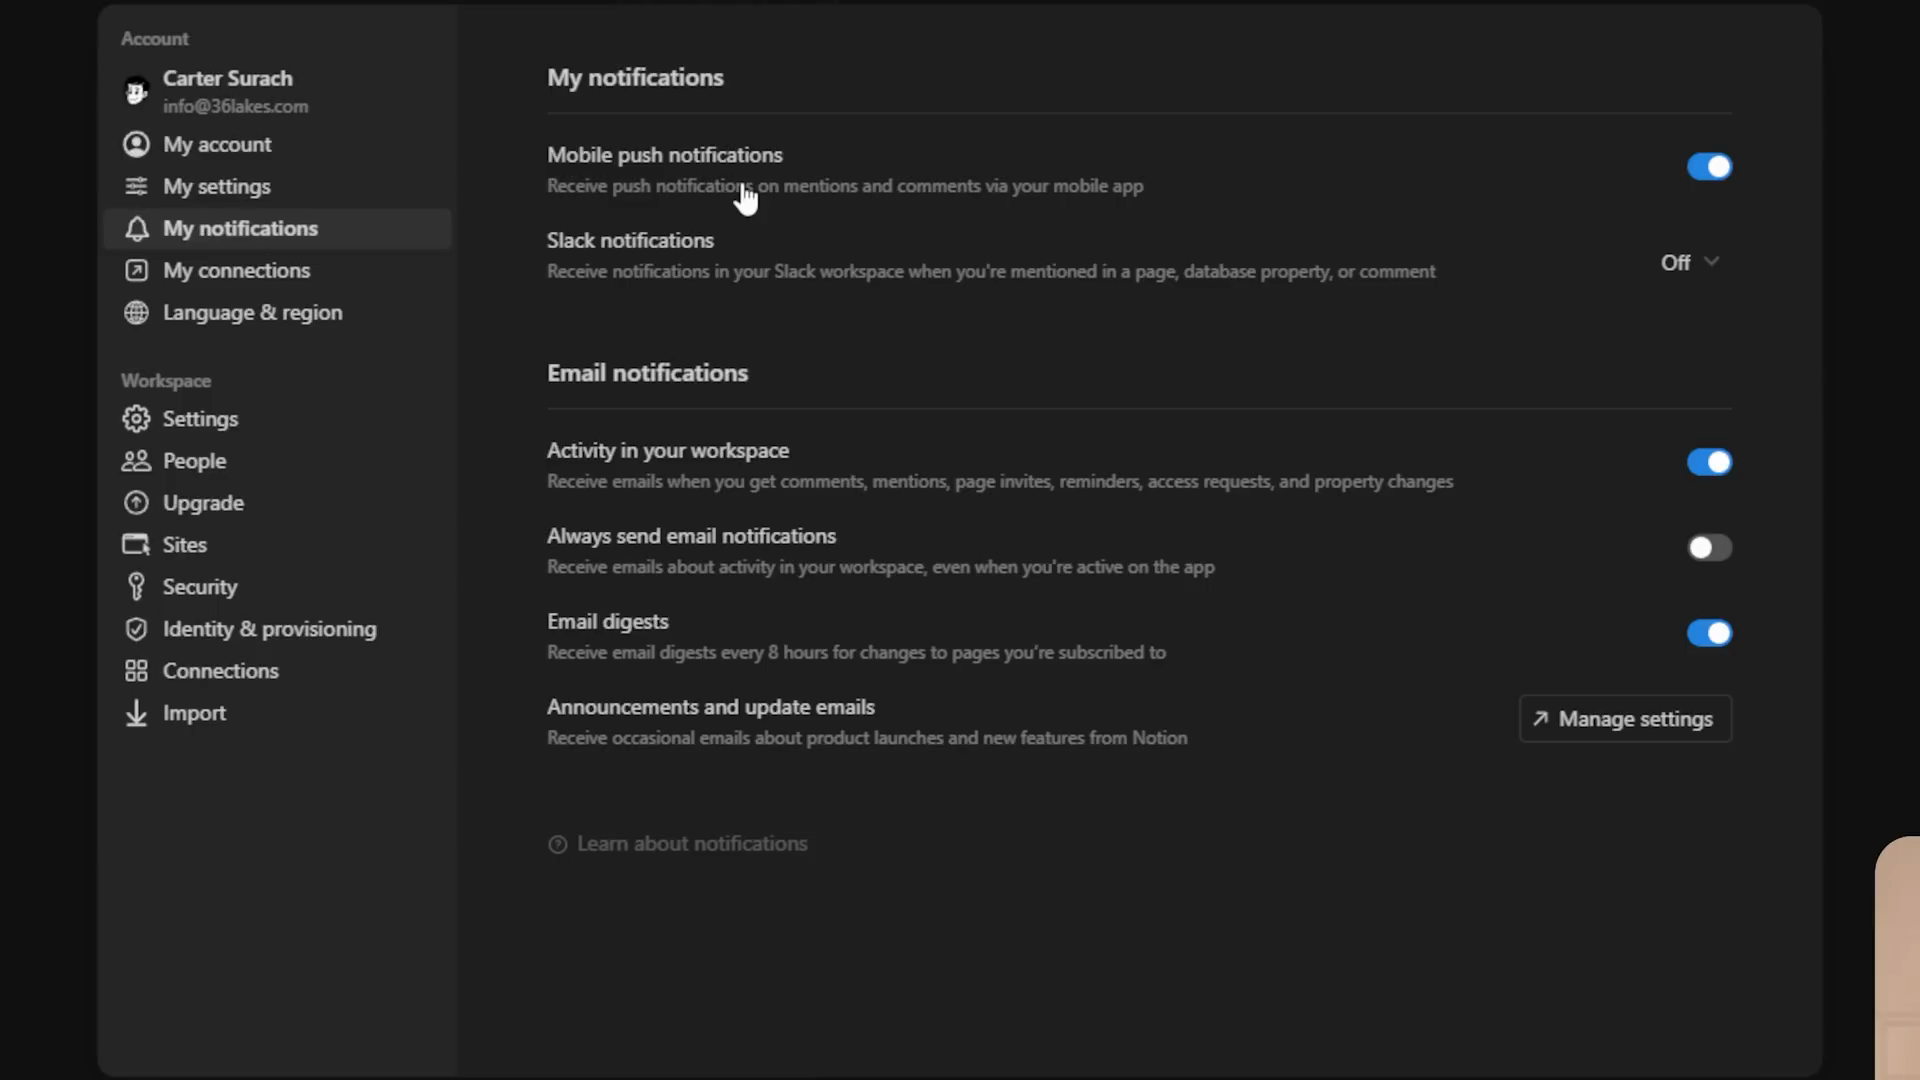 Account
Carter Surach
info@36lakes.com
My account
My settings
My notifications
My connections
Language & region
Workspace
Settings
People
Upgrade
Sites
Security
Identity & provisioning
Connections
Import
My notifications
Mobile push notifications
Receive push notifications on mentions and comments via your mobile app
Slack notifications
Receive notifications in your Slack workspace when you're mentioned in a page, database property, or comment
Off
Email notifications
Activity in your workspace
Receive emails when you get comments, mentions, page invites, reminders, access requests, and property changes
Always send email notifications
Receive emails about activity in your workspace, even when you're active on the app
Email digests
Receive email digests every 8 hours for changes to pages you're subscribed to
Announcements and update emails
Receive occasional emails about product launches and new features from Notion
Manage settings
Learn about notifications